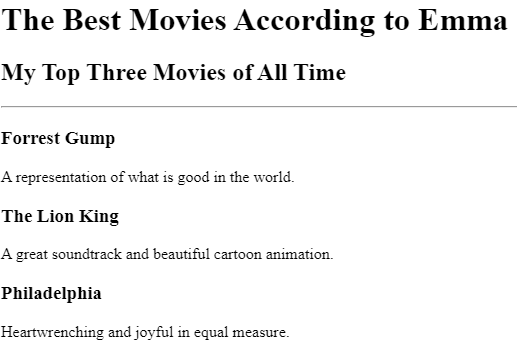 The Best Movies According to Emma
My Top Three Movies of All Time
Forrest Gump
A representation of what is good in the world.
The Lion King
A great soundtrack and beautiful cartoon animation.
Philadelphia
Heartwrenching and joyful in equal measure.